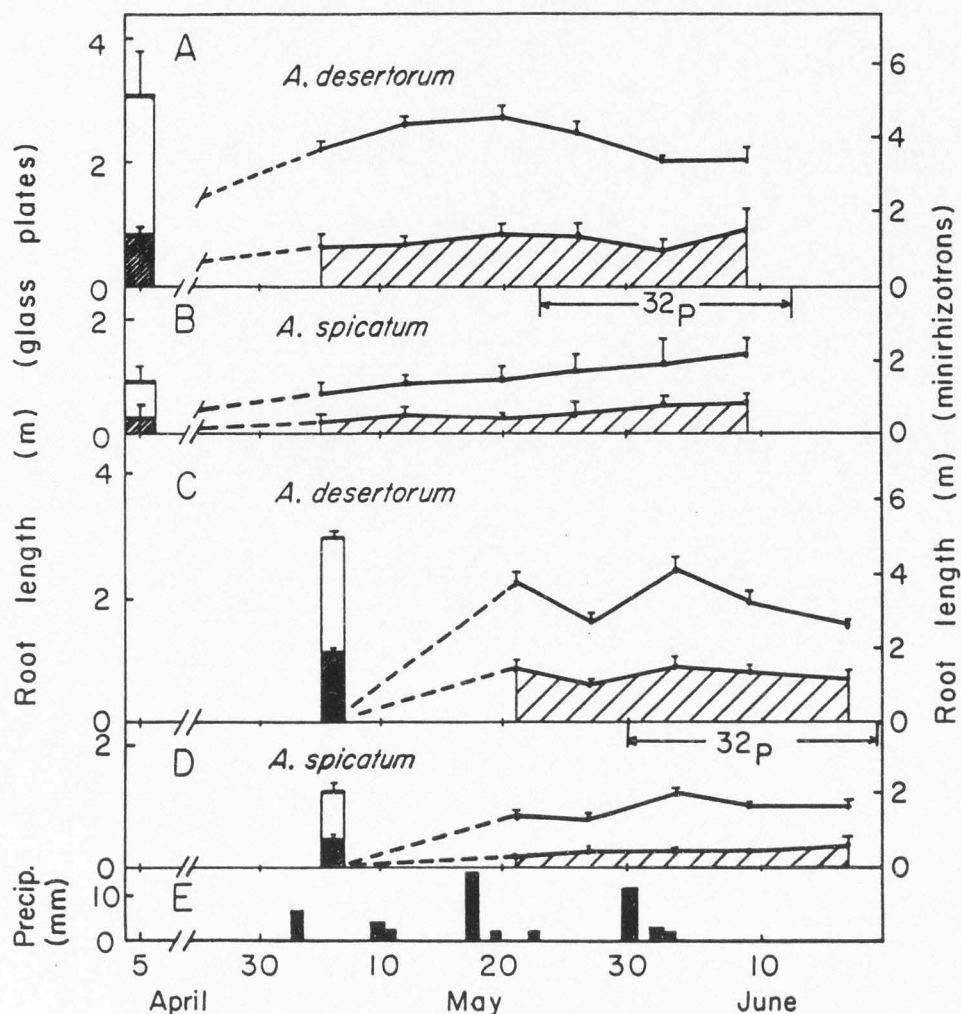 Root length (m) (glass plates)
Root length (m) (minirhizotrons)
A
A. desertorum
4
2
0
6
4
2
0
32P
B
A. spicatum
2
0
2
0
C
A. desertorum
4
2
0
6
4
2
0
32P
D
A. spicatum
2
0
2
0
E
Precip.
(mm)
10
0
5 30 10 20 30 10
April May June